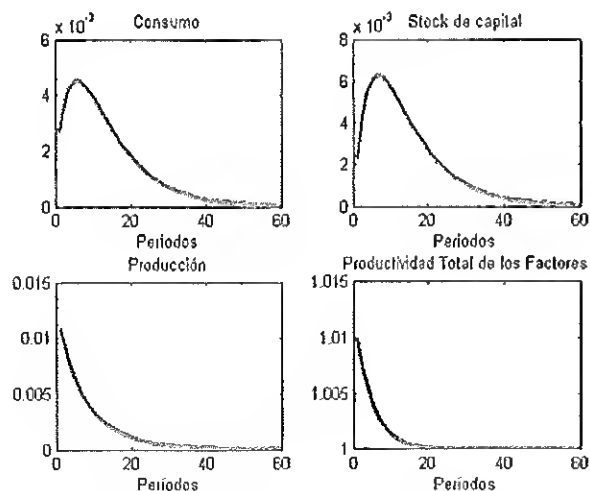 x 10⁻³ Consumo
6
4
2
0
0 20 40 60
Periodos
x 10⁻³ Stock de capital
8
6
4
2
0
0 20 40 60
Periodos
Producción
0.015
0.01
0.005
0
0 20 40 60
Periodos
Productividad Total de los Factores
1.015
1.01
1.005
1
0 20 40 60
Periodos